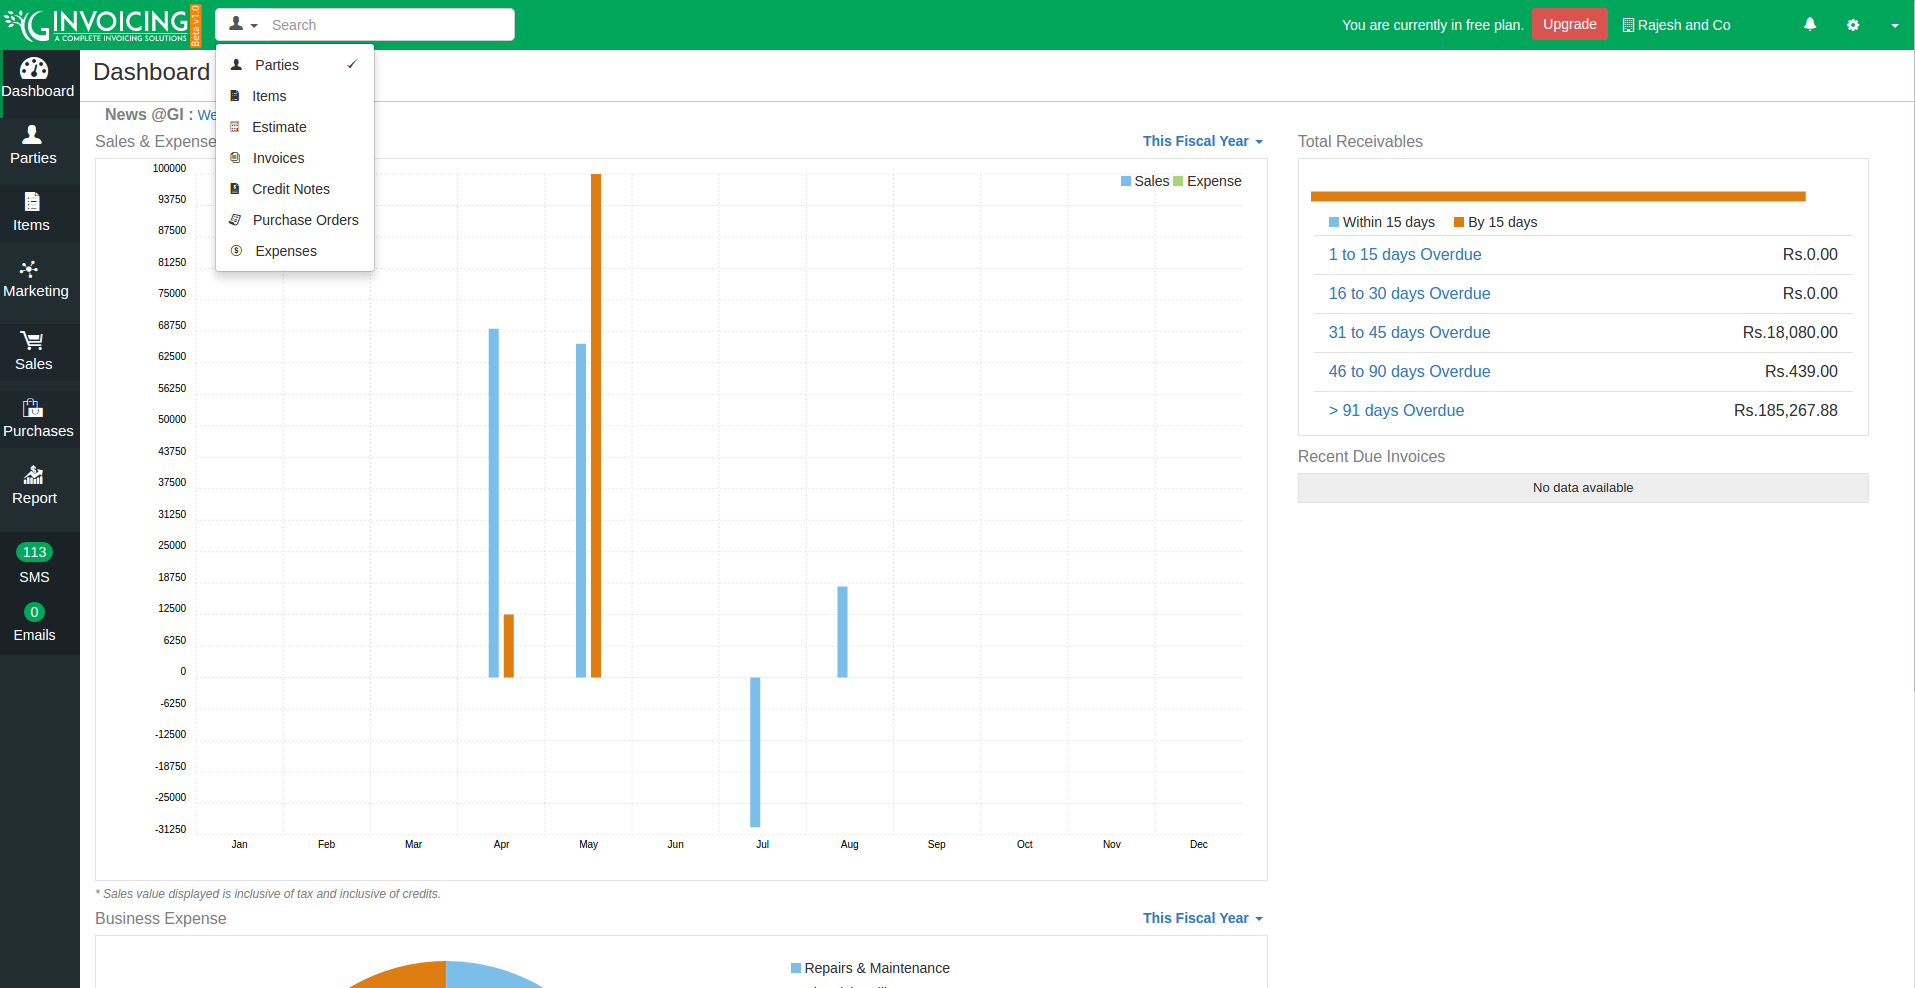 INVOICING
A COMPLETE INVOICING SOLUTIONS
Beta v1.0
Search
You are currently in free plan.
Upgrade
Rajesh and Co
Parties
Items
Estimate
Invoices
Credit Notes
Purchase Orders
Expenses
Dashboard
Parties
Items
Marketing
Sales
Purchases
Report
113
SMS
0
Emails
Dashboard
News @GI : We
Sales & Expense
This Fiscal Year
Sales Expense
100000
93750
87500
81250
75000
68750
62500
56250
50000
43750
37500
31250
25000
18750
12500
6250
0
-6250
-12500
-18750
-25000
-31250
Jan Feb Mar Apr May Jun Jul Aug Sep Oct Nov Dec
* Sales value displayed is inclusive of tax and inclusive of credits.
Business Expense
This Fiscal Year
Repairs & Maintenance
Total Receivables
Within 15 days By 15 days
1 to 15 days Overdue Rs.0.00
16 to 30 days Overdue Rs.0.00
31 to 45 days Overdue Rs.18,080.00
46 to 90 days Overdue Rs.439.00
> 91 days Overdue Rs.185,267.88
Recent Due Invoices
No data available